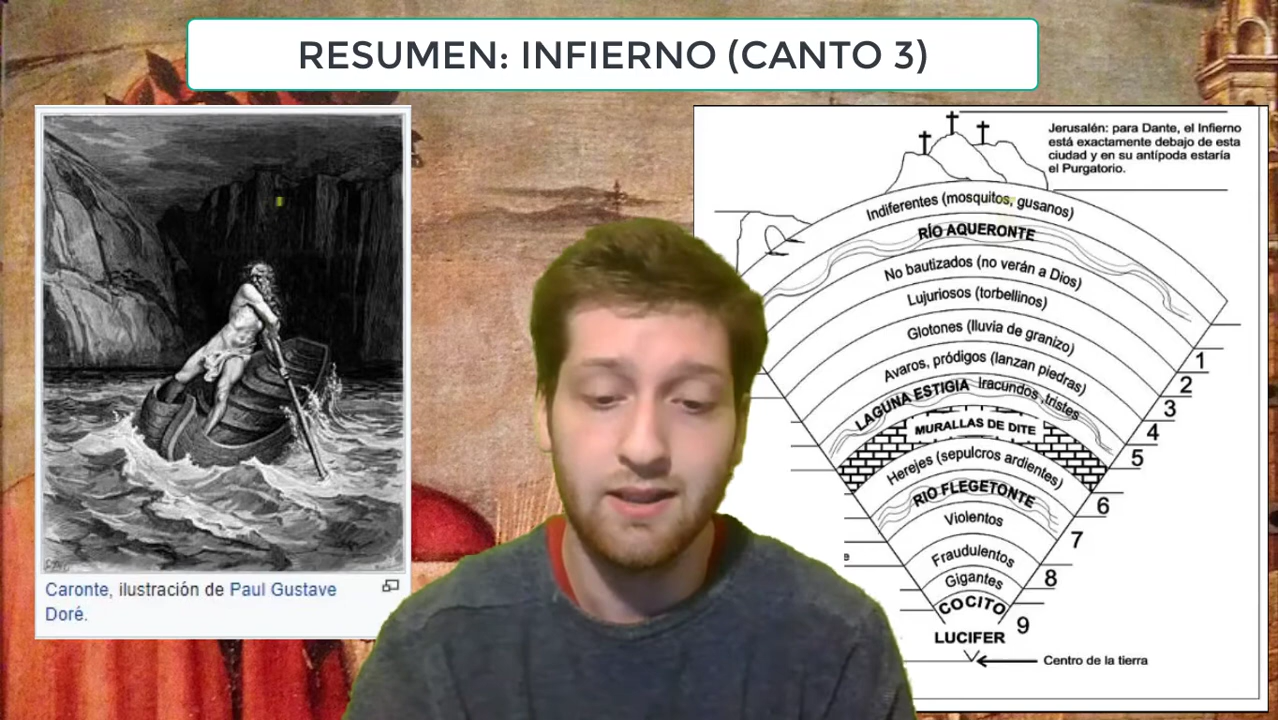 RESUMEN: INFIERNO (CANTO 3)
Caronte, ilustración de Paul Gustave
Doré.
Jerusalén: para Dante, el Infierno
está exactamente debajo de esta
ciudad y en su antípoda estaría
el Purgatorio.
Indiferentes (mosquitos, gusanos)
RÍO AQUERONTE
No bautizados (no verán a Dios)
Lujuriosos (torbellinos)
1
Glotones (lluvia de granizo)
2
Avaros, pródigos (lanzan piedras)
3
LAGUNA ESTIGIA Iracundos ,tristes
4
MURALLAS DE DITE
5
Herejes (sepulcros ardientes)
6
RIO FLEGETONTE
Violentos
7
Fraudulentos
8
Gigantes
COCITO
9
LUCIFER
Centro de la tierra